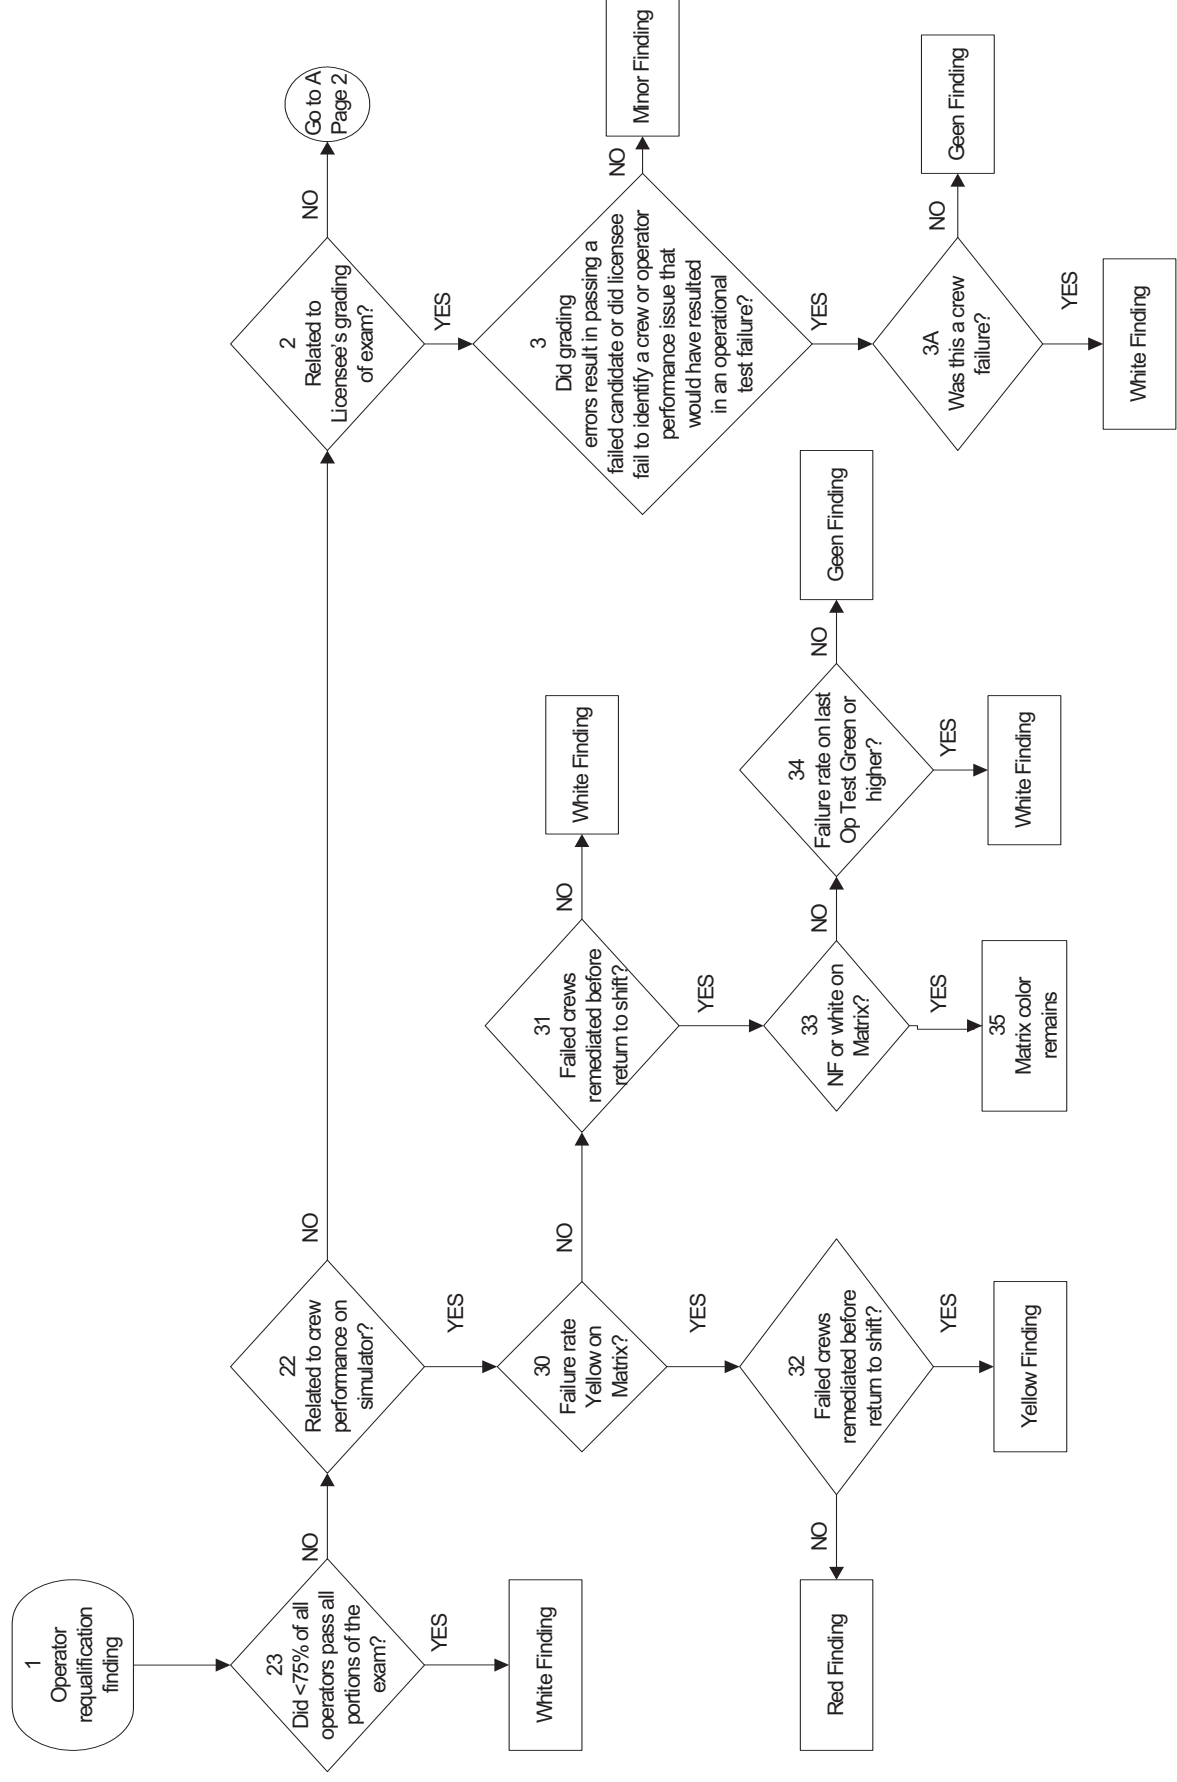 1
Operator
requalification
finding
23
Did <75% of all
operators pass all
portions of the
exam?
YES
White Finding
NO
22
Related to crew
performance on
simulator?
NO
YES
30
Failure rate
Yellow on
Matrix?
NO
YES
32
Failed crews
remediated before
return to shift?
NO
Red Finding
YES
Yellow Finding
31
Failed crews
remediated before
return to shift?
NO
White Finding
YES
33
NF or white on
Matrix?
NO
YES
35
Matrix color
remains
34
Failure rate on last
Op Test Green or
higher?
NO
Geen Finding
YES
White Finding
2
Related to
Licensee's grading
of exam?
NO
Go to A
Page 2
YES
3
Did grading
errors result in passing a
failed candidate or did licensee
fail to identify a crew or operator
performance issue that
would have resulted
in an operational
test failure?
NO
Minor Finding
YES
3A
Was this a crew
failure?
NO
Geen Finding
YES
White Finding